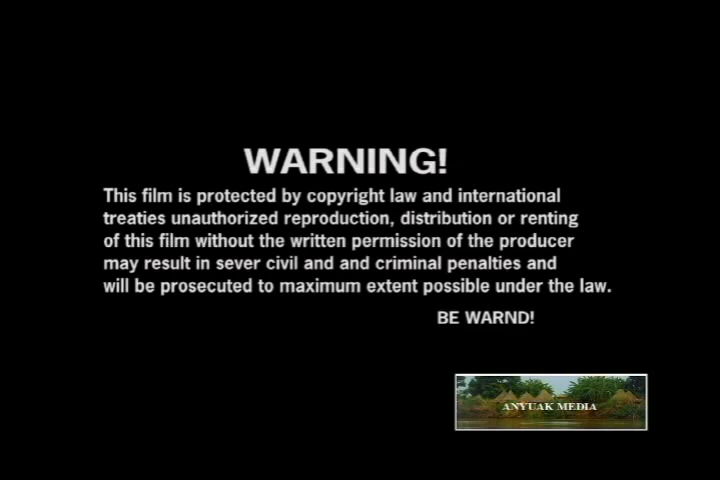 WARNING!
This film is protected by copyright law and international
treaties unauthorized reproduction, distribution or renting
of this film without the written permission of the producer
may result in sever civil and and criminal penalties and
will be prosecuted to maximum extent possible under the law.
BE WARND!
ANYUAK MEDIA